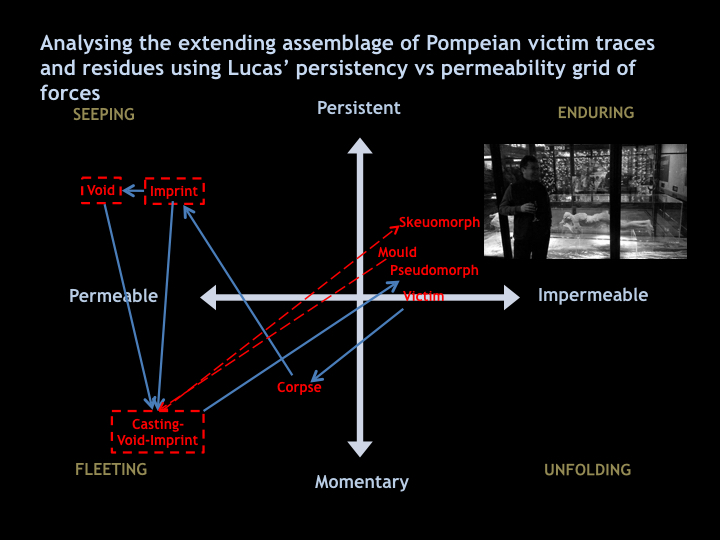 Analysing the extending assemblage of Pompeian victim traces
and residues using Lucas’ persistency vs permeability grid of
forces
SEEPING
Persistent
ENDURING
Void
Imprint
Skeuomorph
Mould
Pseudomorph
Permeable
Victim
Impermeable
Corpse
Casting-
Void-Imprint
FLEETING
Momentary
UNFOLDING